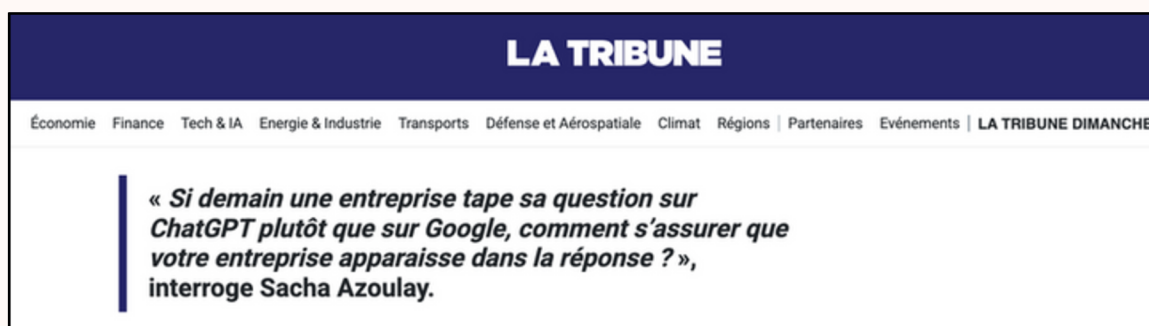 LA TRIBUNE
Économie Finance Tech & IA Energie & Industrie Transports Défense et Aérospatiale Climat Régions | Partenaires Evénements | LA TRIBUNE DIMANCHE
« Si demain une entreprise tape sa question sur
ChatGPT plutôt que sur Google, comment s’assurer que
votre entreprise apparaisse dans la réponse ? »,
interroge Sacha Azoulay.